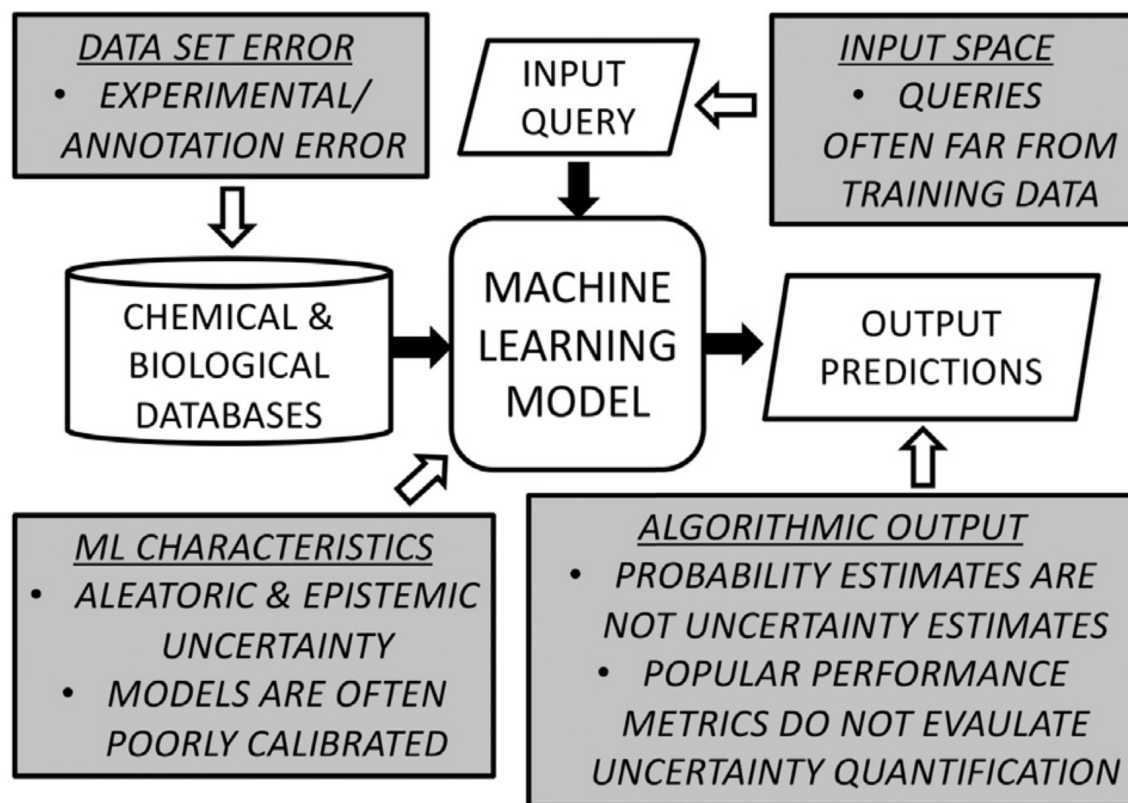 DATA SET ERROR
• EXPERIMENTAL/
ANNOTATION ERROR
INPUT
QUERY
INPUT SPACE
• QUERIES
OFTEN FAR FROM
TRAINING DATA
CHEMICAL &
BIOLOGICAL
DATABASES
MACHINE
LEARNING
MODEL
OUTPUT
PREDICTIONS
ML CHARACTERISTICS
• ALEATORIC & EPISTEMIC
UNCERTAINTY
• MODELS ARE OFTEN
POORLY CALIBRATED
ALGORITHMIC OUTPUT
• PROBABILITY ESTIMATES ARE
NOT UNCERTAINTY ESTIMATES
• POPULAR PERFORMANCE
METRICS DO NOT EVAULATE
UNCERTAINTY QUANTIFICATION